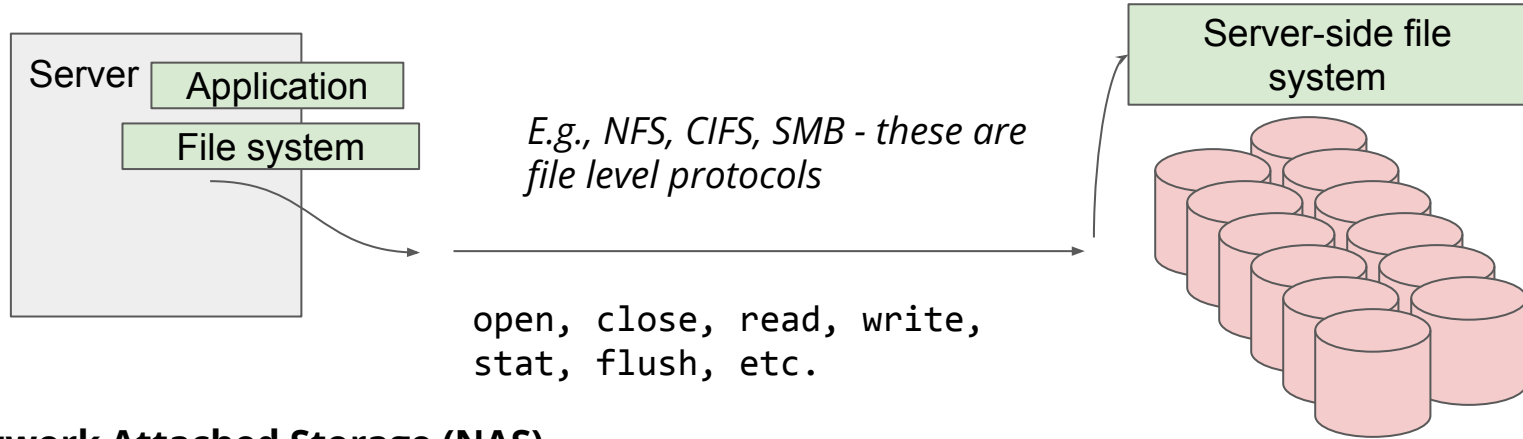 Server
Application
File system
E.g., NFS, CIFS, SMB - these are
file level protocols
open, close, read, write,
stat, flush, etc.
Server-side file
system
Attached Storage (NAS)